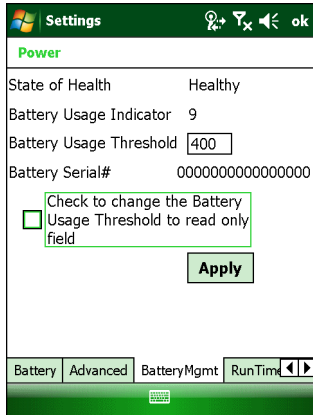 Settings ok
Power
State of Health Healthy
Battery Usage Indicator 9
Battery Usage Threshold 400
Battery Serial# 0000000000000000
Check to change the Battery
Usage Threshold to read only
field
Apply
Battery Advanced BatteryMgmt RunTime